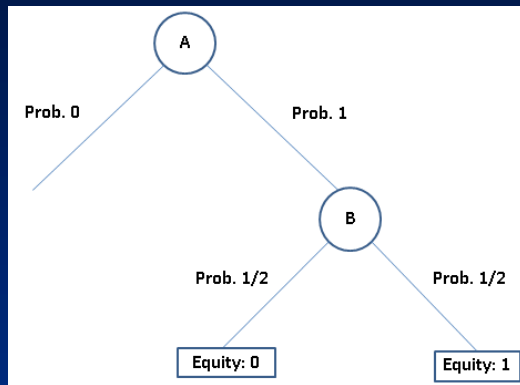 A
Prob. 0
Prob. 1
B
Prob. 1/2
Prob. 1/2
Equity: 0
Equity: 1